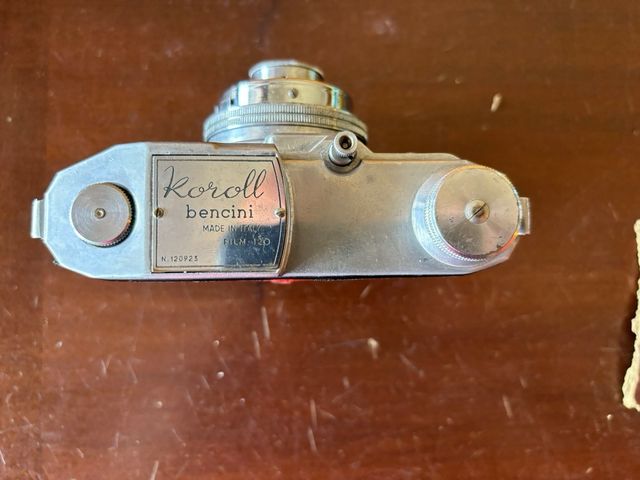 Koroll
bencini
MADE IN ITALY
FILM 120
N. 120923